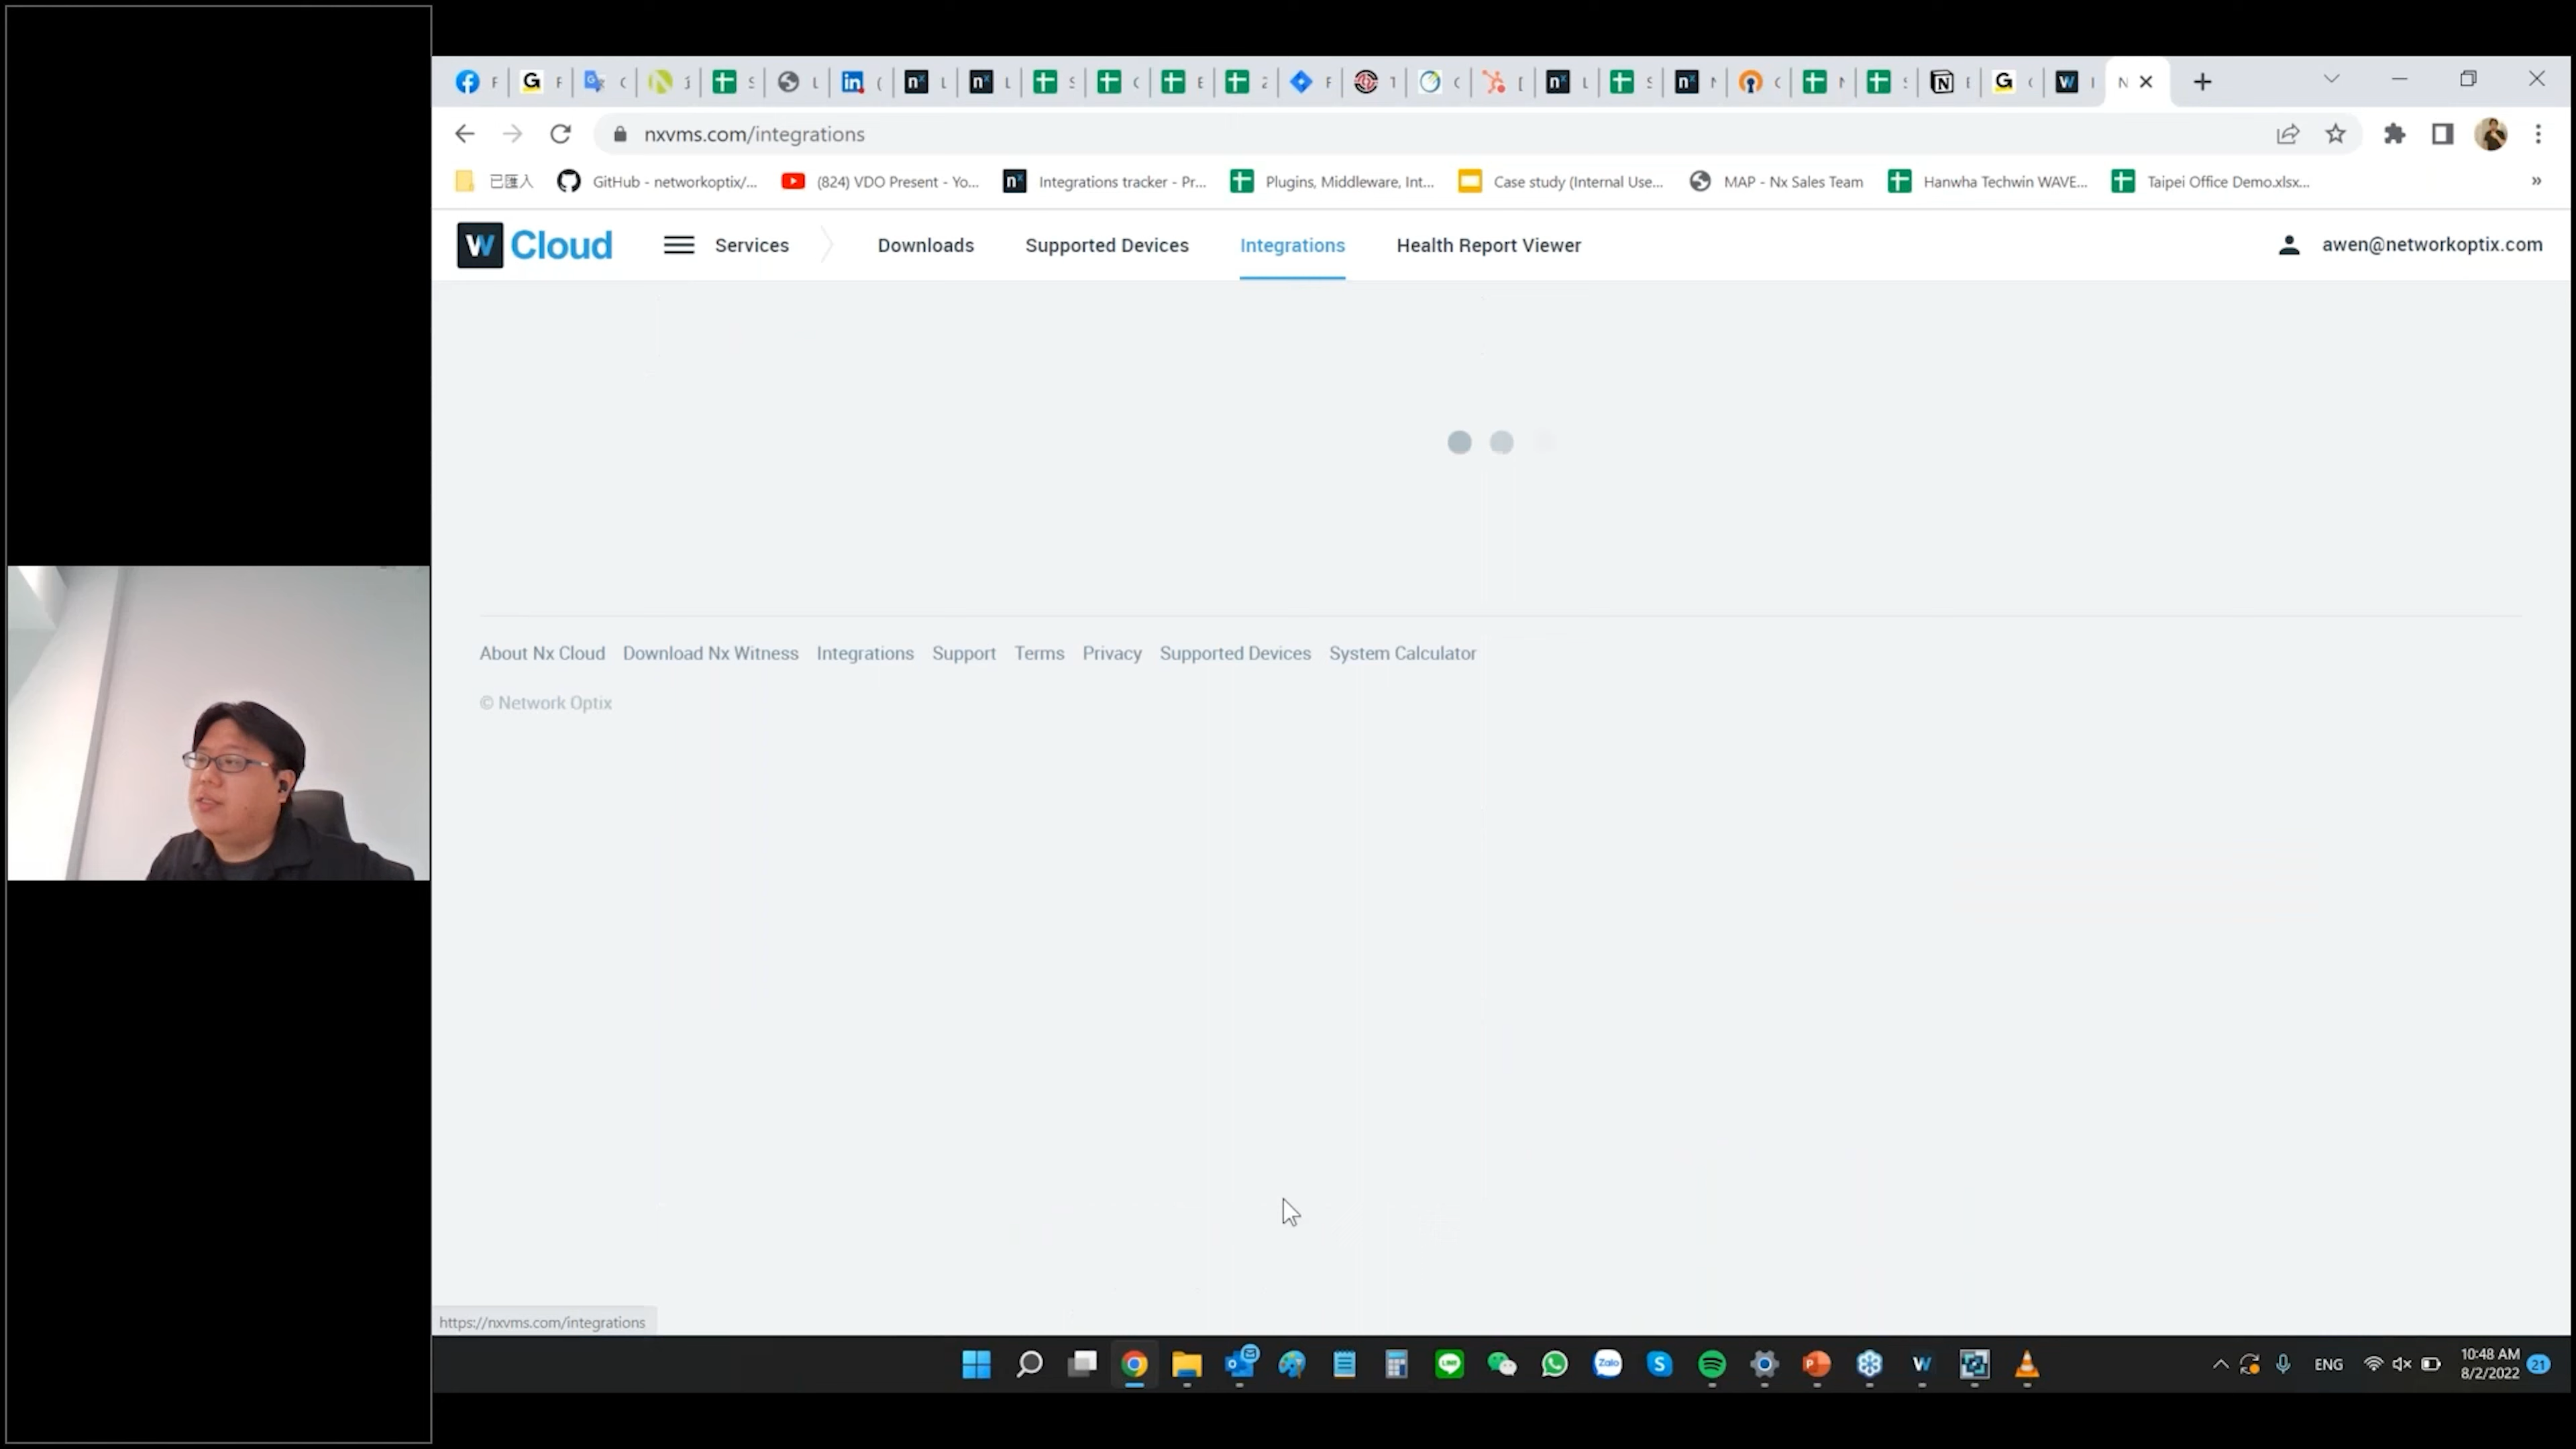 nxvms.com/integrations
已匯入
GitHub - networkoptix/...
(824) VDO Present - Yo...
Integrations tracker - Pr...
Plugins, Middleware, Int...
Case study (Internal Use...
MAP - Nx Sales Team
Hanwha Techwin WAVE...
Taipei Office Demo.xlsx...
»
W Cloud
Services
Downloads
Supported Devices
Integrations
Health Report Viewer
awen@networkoptix.com
About Nx Cloud Download Nx Witness Integrations Support Terms Privacy Supported Devices System Calculator
© Network Optix
https://nxvms.com/integrations
ENG
10:48 AM
8/2/2022
21